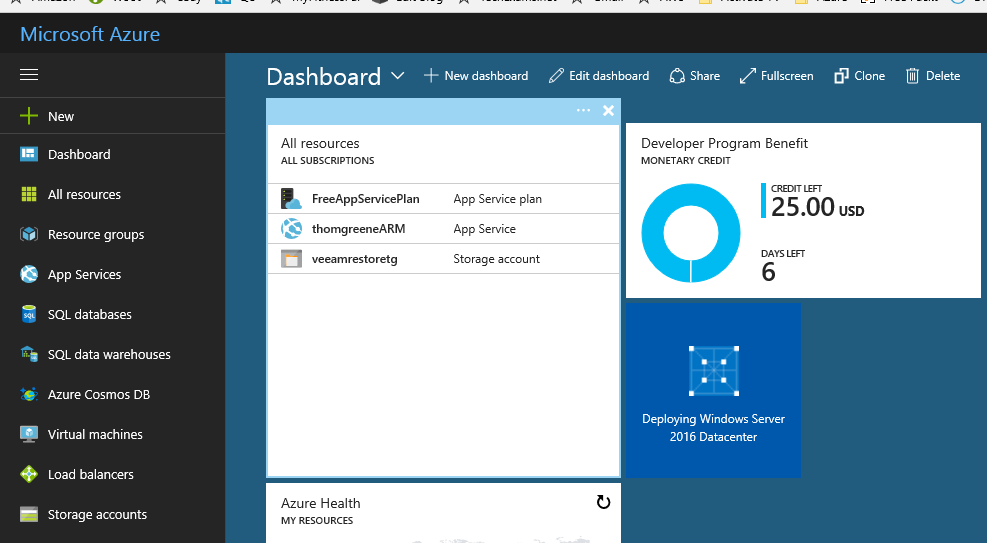 Microsoft Azure
Dashboard
New dashboard
Edit dashboard
Share
Fullscreen
Clone
Delete
New
Dashboard
All resources
Resource groups
App Services
SQL databases
SQL data warehouses
Azure Cosmos DB
Virtual machines
Load balancers
Storage accounts
All resources
ALL SUBSCRIPTIONS
FreeAppServicePlan App Service plan
thomgreeneARM App Service
veeamrestoretg Storage account
Developer Program Benefit
MONETARY CREDIT
CREDIT LEFT
25.00 USD
DAYS LEFT
6
Deploying Windows Server
2016 Datacenter
Azure Health
MY RESOURCES